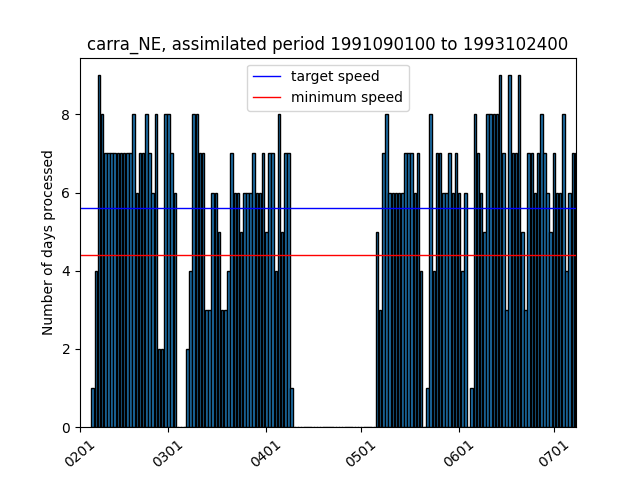 carra_NE, assimilated period 1991090100 to 1993102400
target speed
minimum speed
Number of days processed
8
6
4
2
0
0201
0301
0401
0501
0601
0701